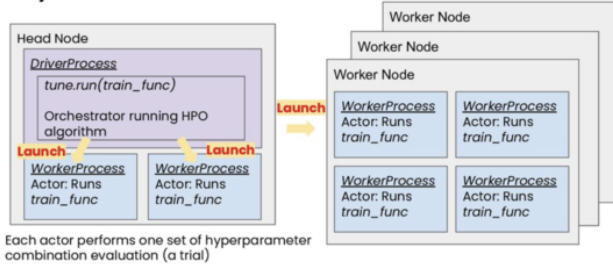 Head Node
DriverProcess
tune.run(train_func)
Orchestrator running HPO
algorithm
Launch
Launch
WorkerProcess
Actor: Runs
train_func
WorkerProcess
Actor: Runs
train_func
Each actor performs one set of hyperparameter
combination evaluation (a trial)
Launch
Worker Node
Worker Node
Worker Node
WorkerProcess
Actor: Runs
train_func
WorkerProcess
Actor: Runs
train_func
WorkerProcess
Actor: Runs
train_func
WorkerProcess
Actor: Runs
train_func